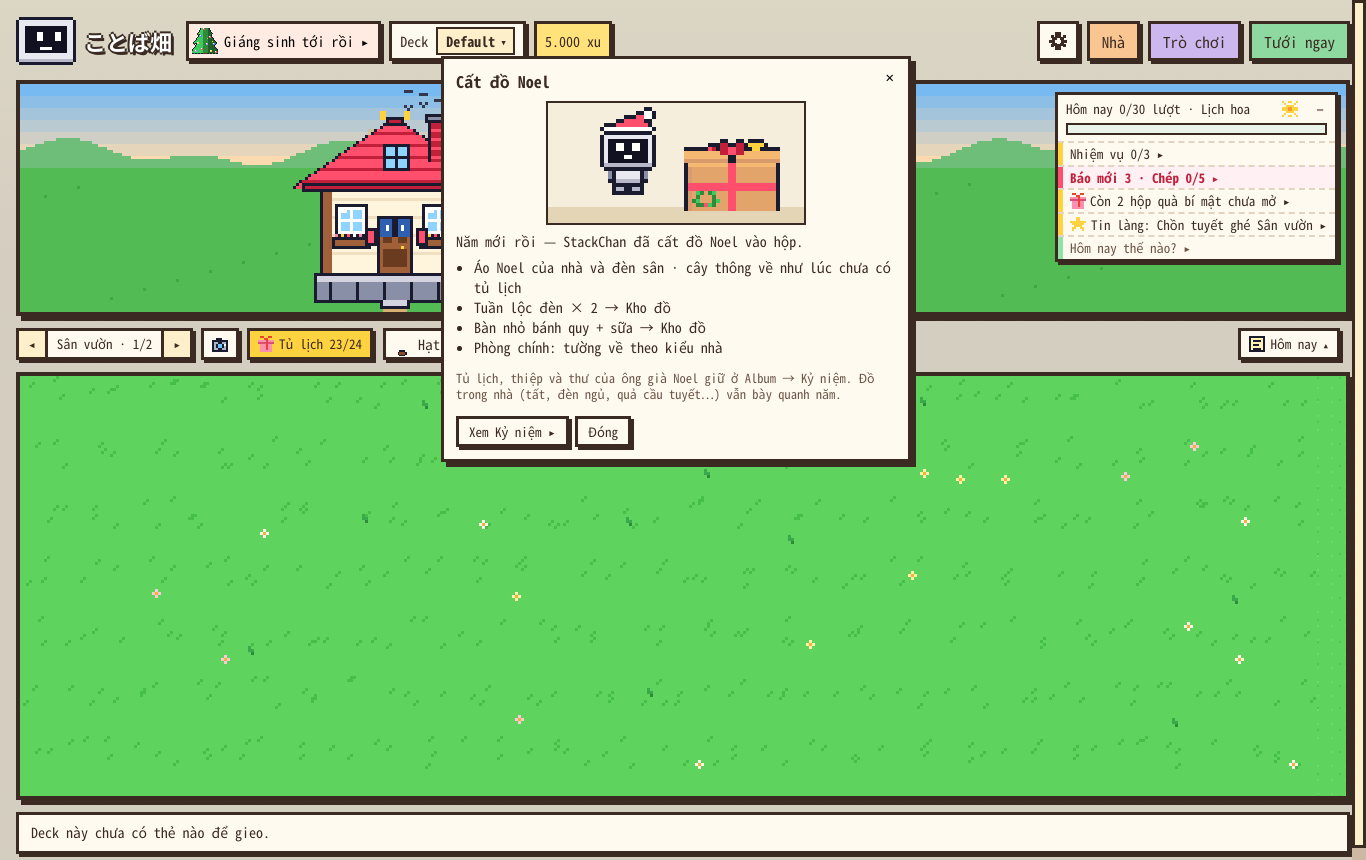 ことば畑
Giáng sinh tới rồi ▸
Deck
Default ▾
5.000 xu
Nhà
Trò chơi
Tưới ngay
Cất đồ Noel
×
Năm mới rồi — StackChan đã cất đồ Noel vào hộp.
• Áo Noel của nhà và đèn sân · cây thông về như lúc chưa có
tủ lịch
• Tuần lộc đèn × 2 → Kho đồ
• Bàn nhỏ bánh quy + sữa → Kho đồ
• Phòng chính: tường về theo kiểu nhà
Tủ lịch, thiệp và thư của ông già Noel giữ ở Album → Kỷ niệm. Đồ
trong nhà (tất, đèn ngủ, quả cầu tuyết…) vẫn bày quanh năm.
Xem Kỷ niệm ▸
Đóng
Hôm nay 0/30 lượt · Lịch hoa
–
Nhiệm vụ 0/3 ▸
Báo mới 3 · Chép 0/5 ▸
Còn 2 hộp quà bí mật chưa mở ▸
Tin làng: Chồn tuyết ghé Sân vườn ▸
Hôm nay thế nào? ▸
◂
Sân vườn · 1/2
▸
Tủ lịch 23/24
Hạt
Hôm nay ▴
Deck này chưa có thẻ nào để gieo.